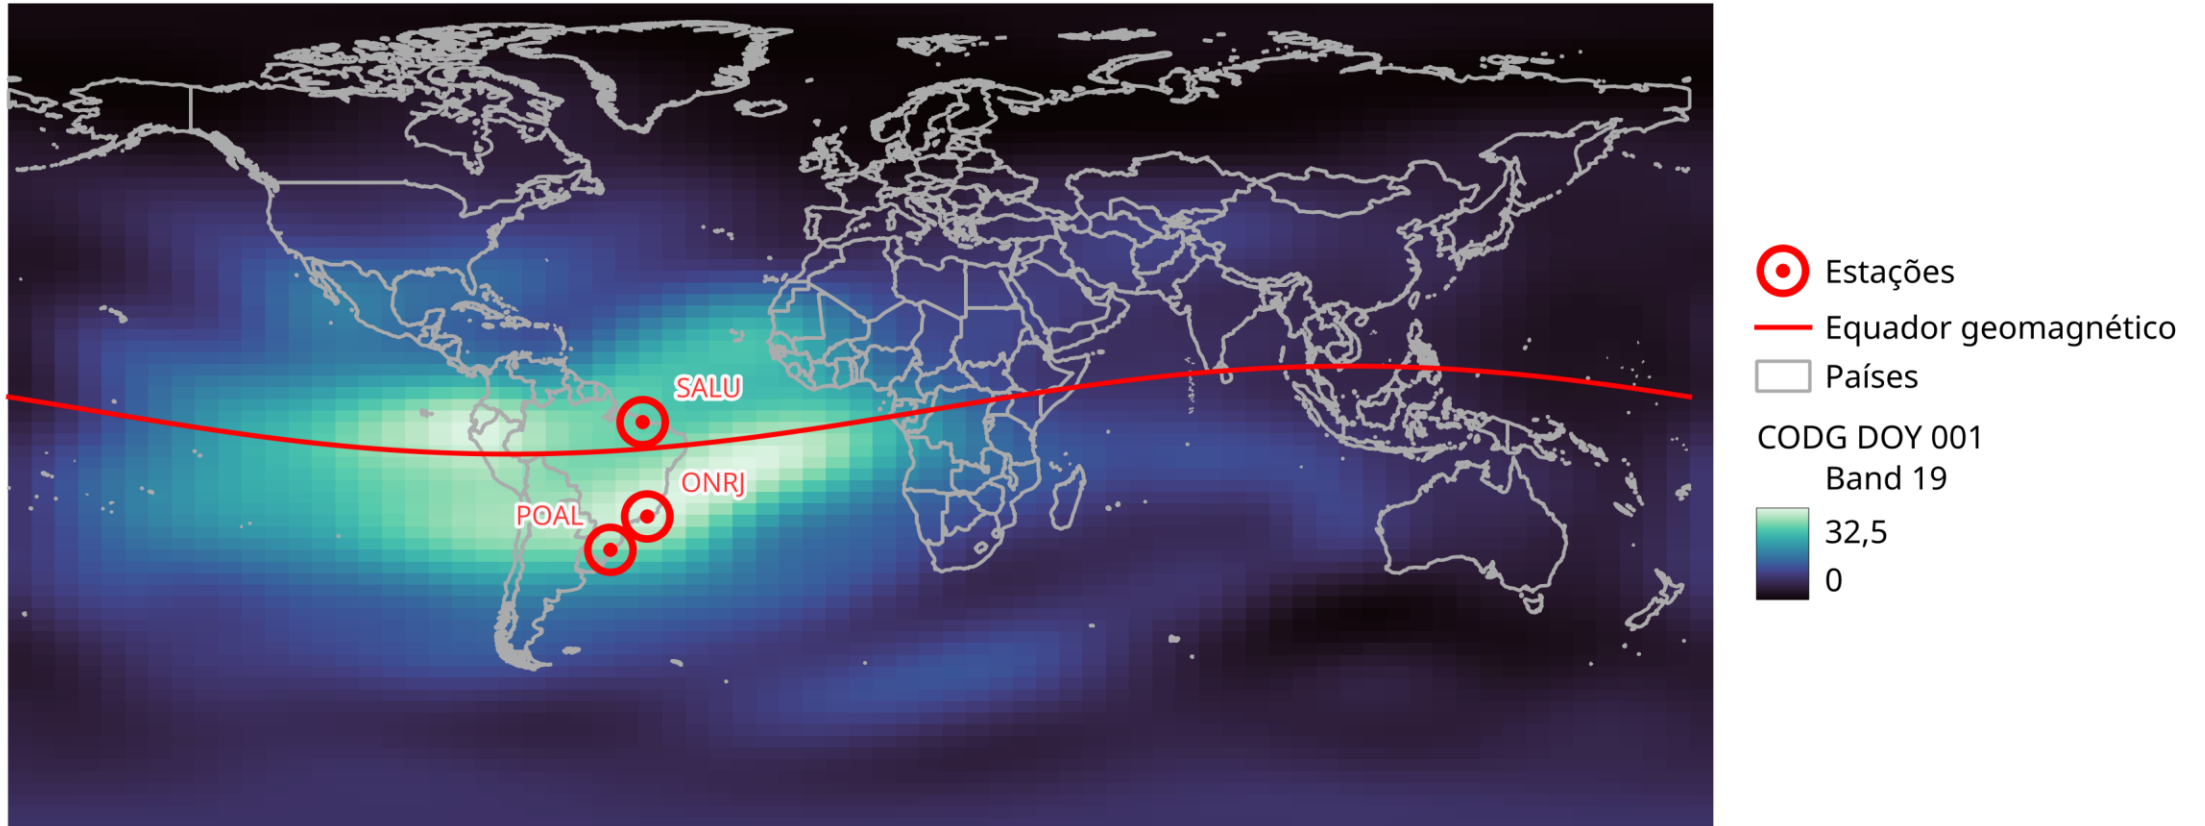 SALU
ONRJ
POAL
Estações
Equador geomagnético
Países
CODG DOY 001
Band 19
32,5
0